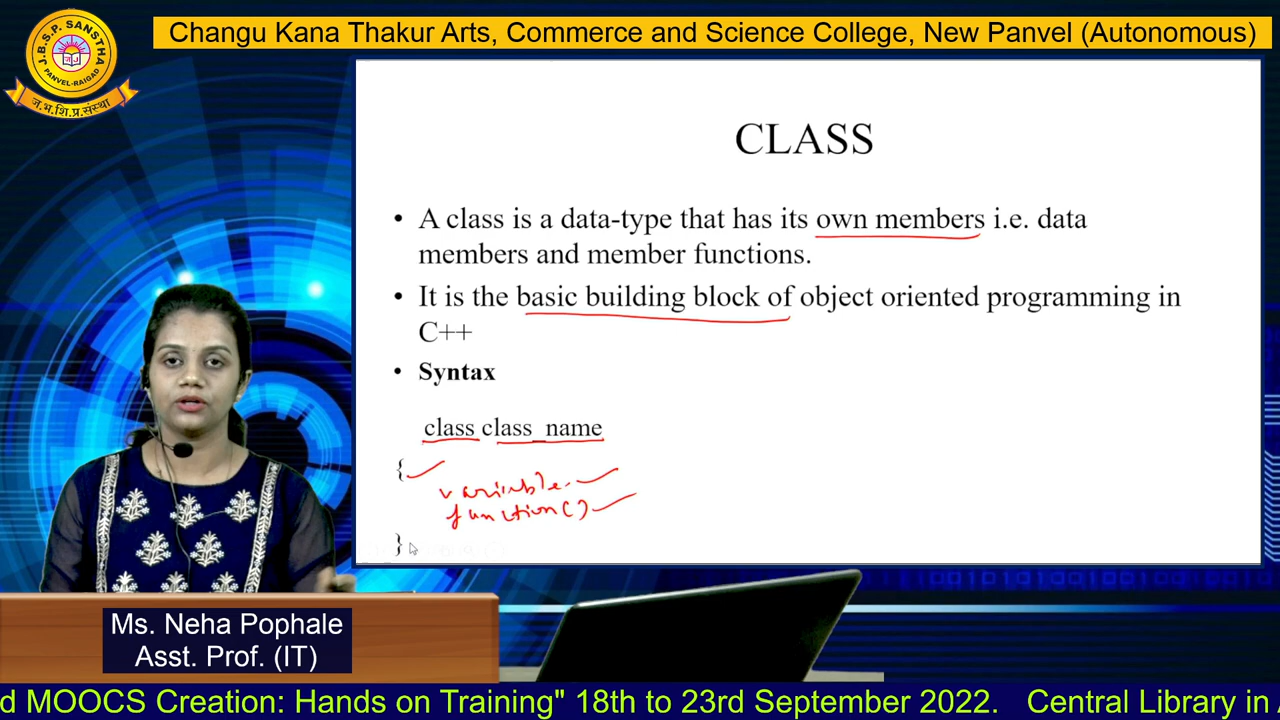 Changu Kana Thakur Arts, Commerce and Science College, New Panvel (Autonomous)
J.B.S.P. SANSTHA
PANVEL-RAIGAD
ज.भ.शि.प्र.संस्था
CLASS
• A class is a data-type that has its own members i.e. data
members and member functions.
• It is the basic building block of object oriented programming in
C++
• Syntax
class class_name
{
variable
function()
}
Ms. Neha Pophale
Asst. Prof. (IT)
d MOOCS Creation: Hands on Training" 18th to 23rd September 2022. Central Library in